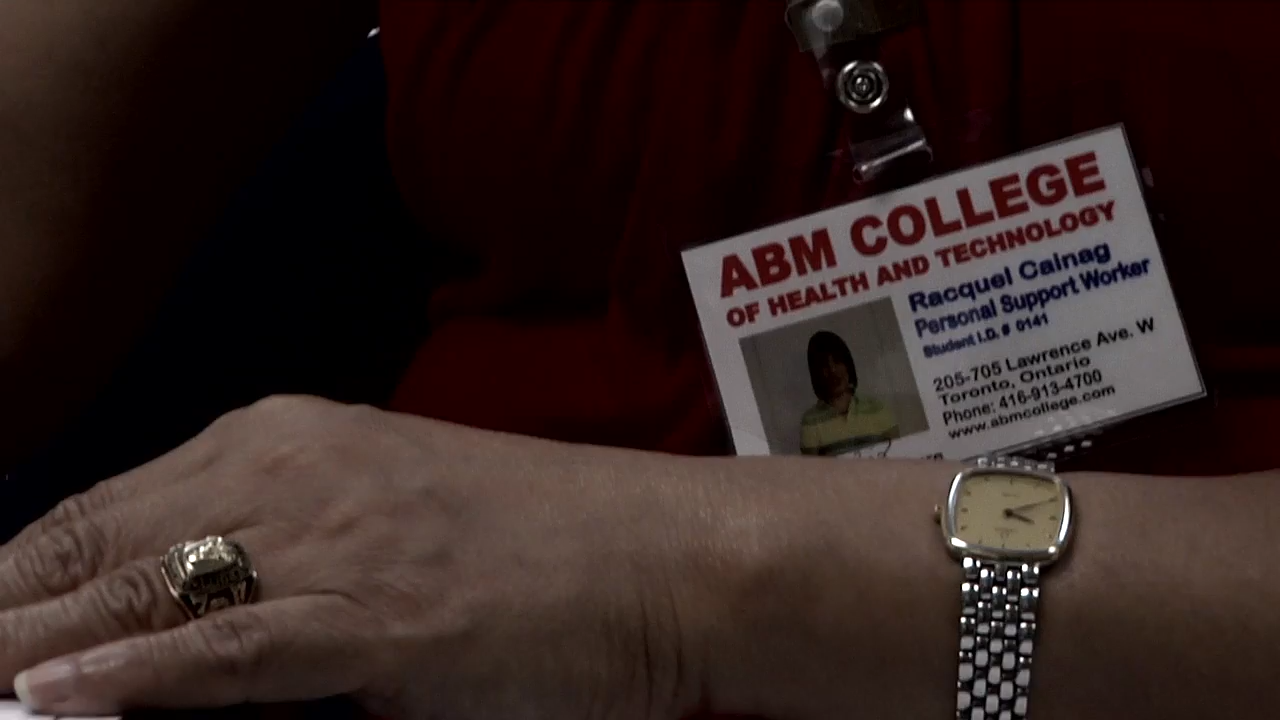 ABM COLLEGE
OF HEALTH AND TECHNOLOGY
Racquel Calnag
Personal Support Worker
Student I.D. # 0141
205-705 Lawrence Ave. W
Toronto, Ontario
Phone: 416-913-4700
www.abmcollege.com